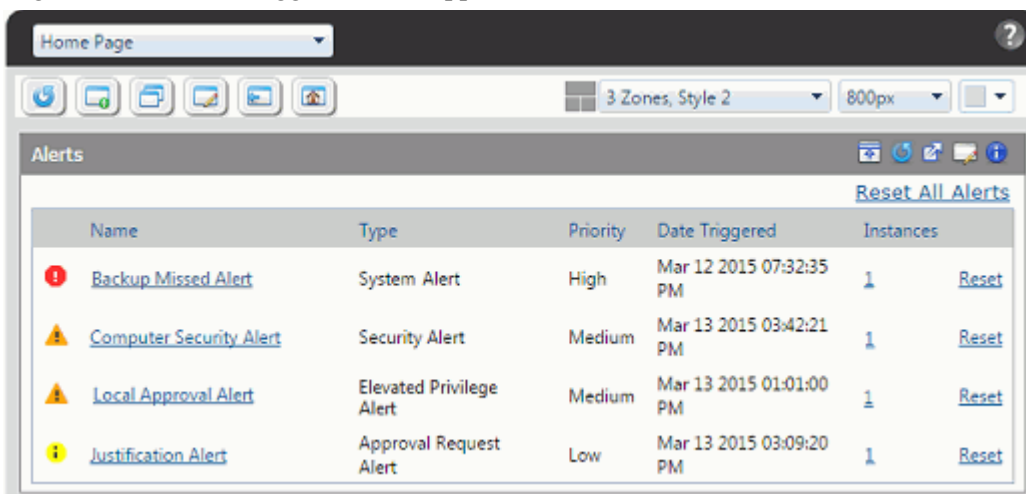 Home Page
?
3 Zones, Style 2 800px
Alerts
Reset All Alerts
Name Type Priority Date Triggered Instances
Backup Missed Alert System Alert High Mar 12 2015 07:32:35 PM 1 Reset
Computer Security Alert Security Alert Medium Mar 13 2015 03:42:21 PM 1 Reset
Local Approval Alert Elevated Privilege Alert Medium Mar 13 2015 01:01:00 PM 1 Reset
Justification Alert Approval Request Alert Low Mar 13 2015 03:09:20 PM 1 Reset